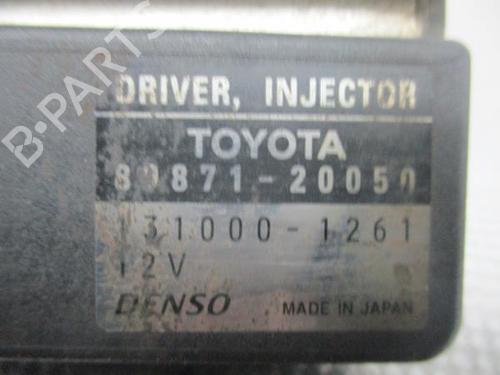 B-PARTS
DRIVER, INJECTOR
TOYOTA
89871-20050
131000-1261
12V
DENSO MADE IN JAPAN